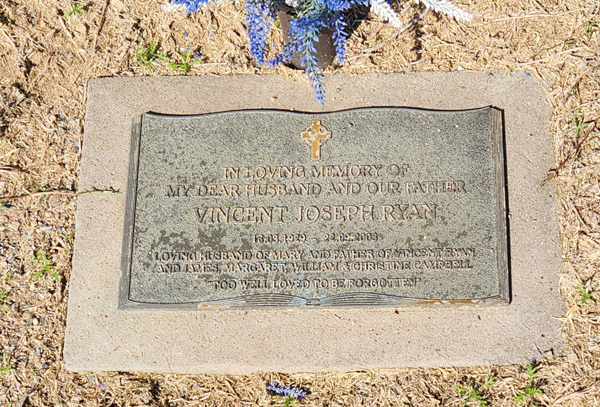 IN LOVING MEMORY OF
MY DEAR HUSBAND AND OUR FATHER
VINCENT JOSEPH RYAN
LOVING HUSBAND OF MARY AND FATHER OF VINCENT RYAN
AND JAMES, MARGARET, WILLIAM & CHRISTINE CAMPBELL
"TOO WELL LOVED TO BE FORGOTTEN"